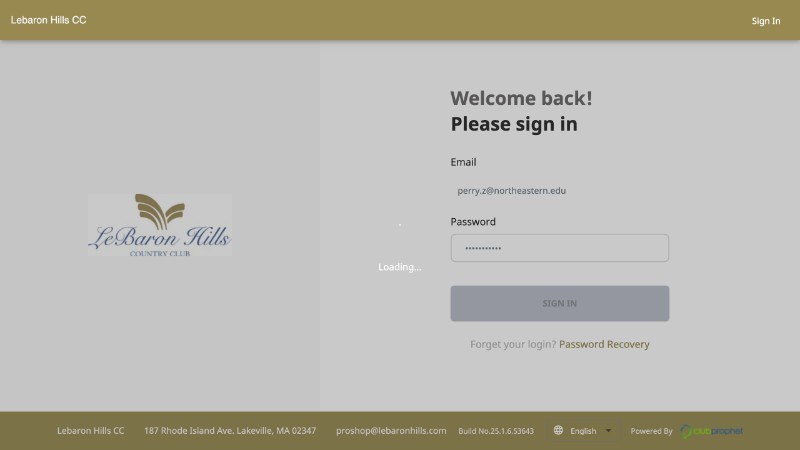 Lebaron Hills CC
Sign In
Welcome back!
Please sign in
Email
perry.z@northeastern.edu
Password
•••••••••••
LeBaron Hills
COUNTRY CLUB
Loading...
SIGN IN
Forget your login? Password Recovery
Lebaron Hills CC 187 Rhode Island Ave. Lakeville, MA 02347 proshop@lebaronhills.com Build No.25.1.6.53643 English Powered By clubprophet